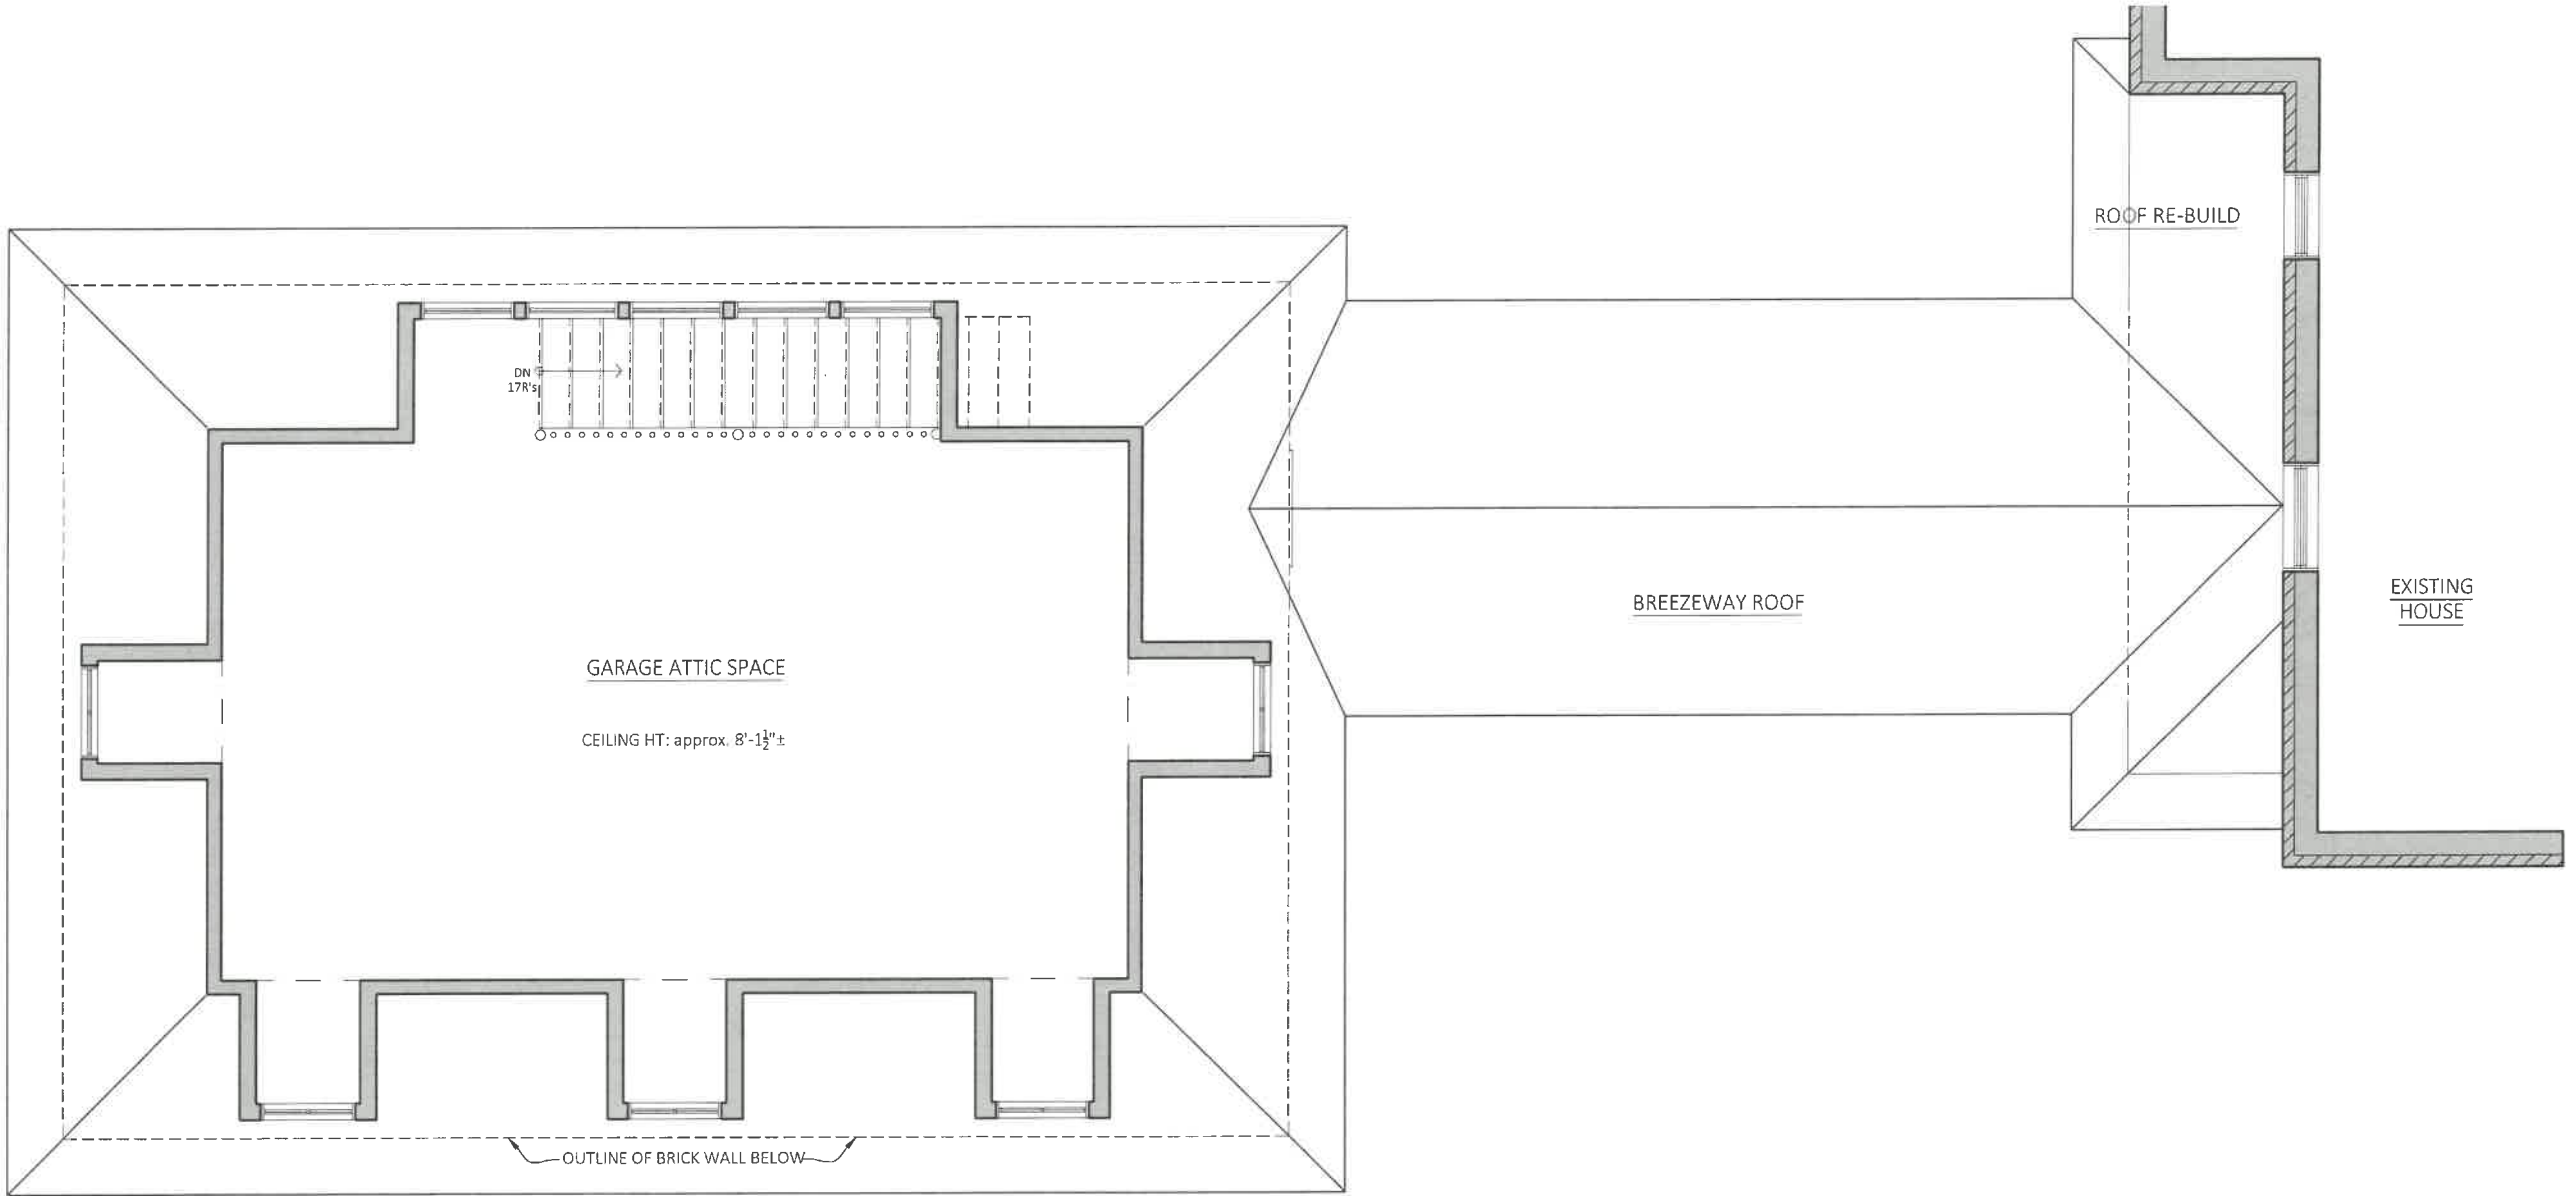 ROOF RE-BUILD
DN
17R's
BREEZEWAY ROOF
EXISTING
HOUSE
GARAGE ATTIC SPACE
CEILING HT: approx. 8'-1½"±
OUTLINE OF BRICK WALL BELOW